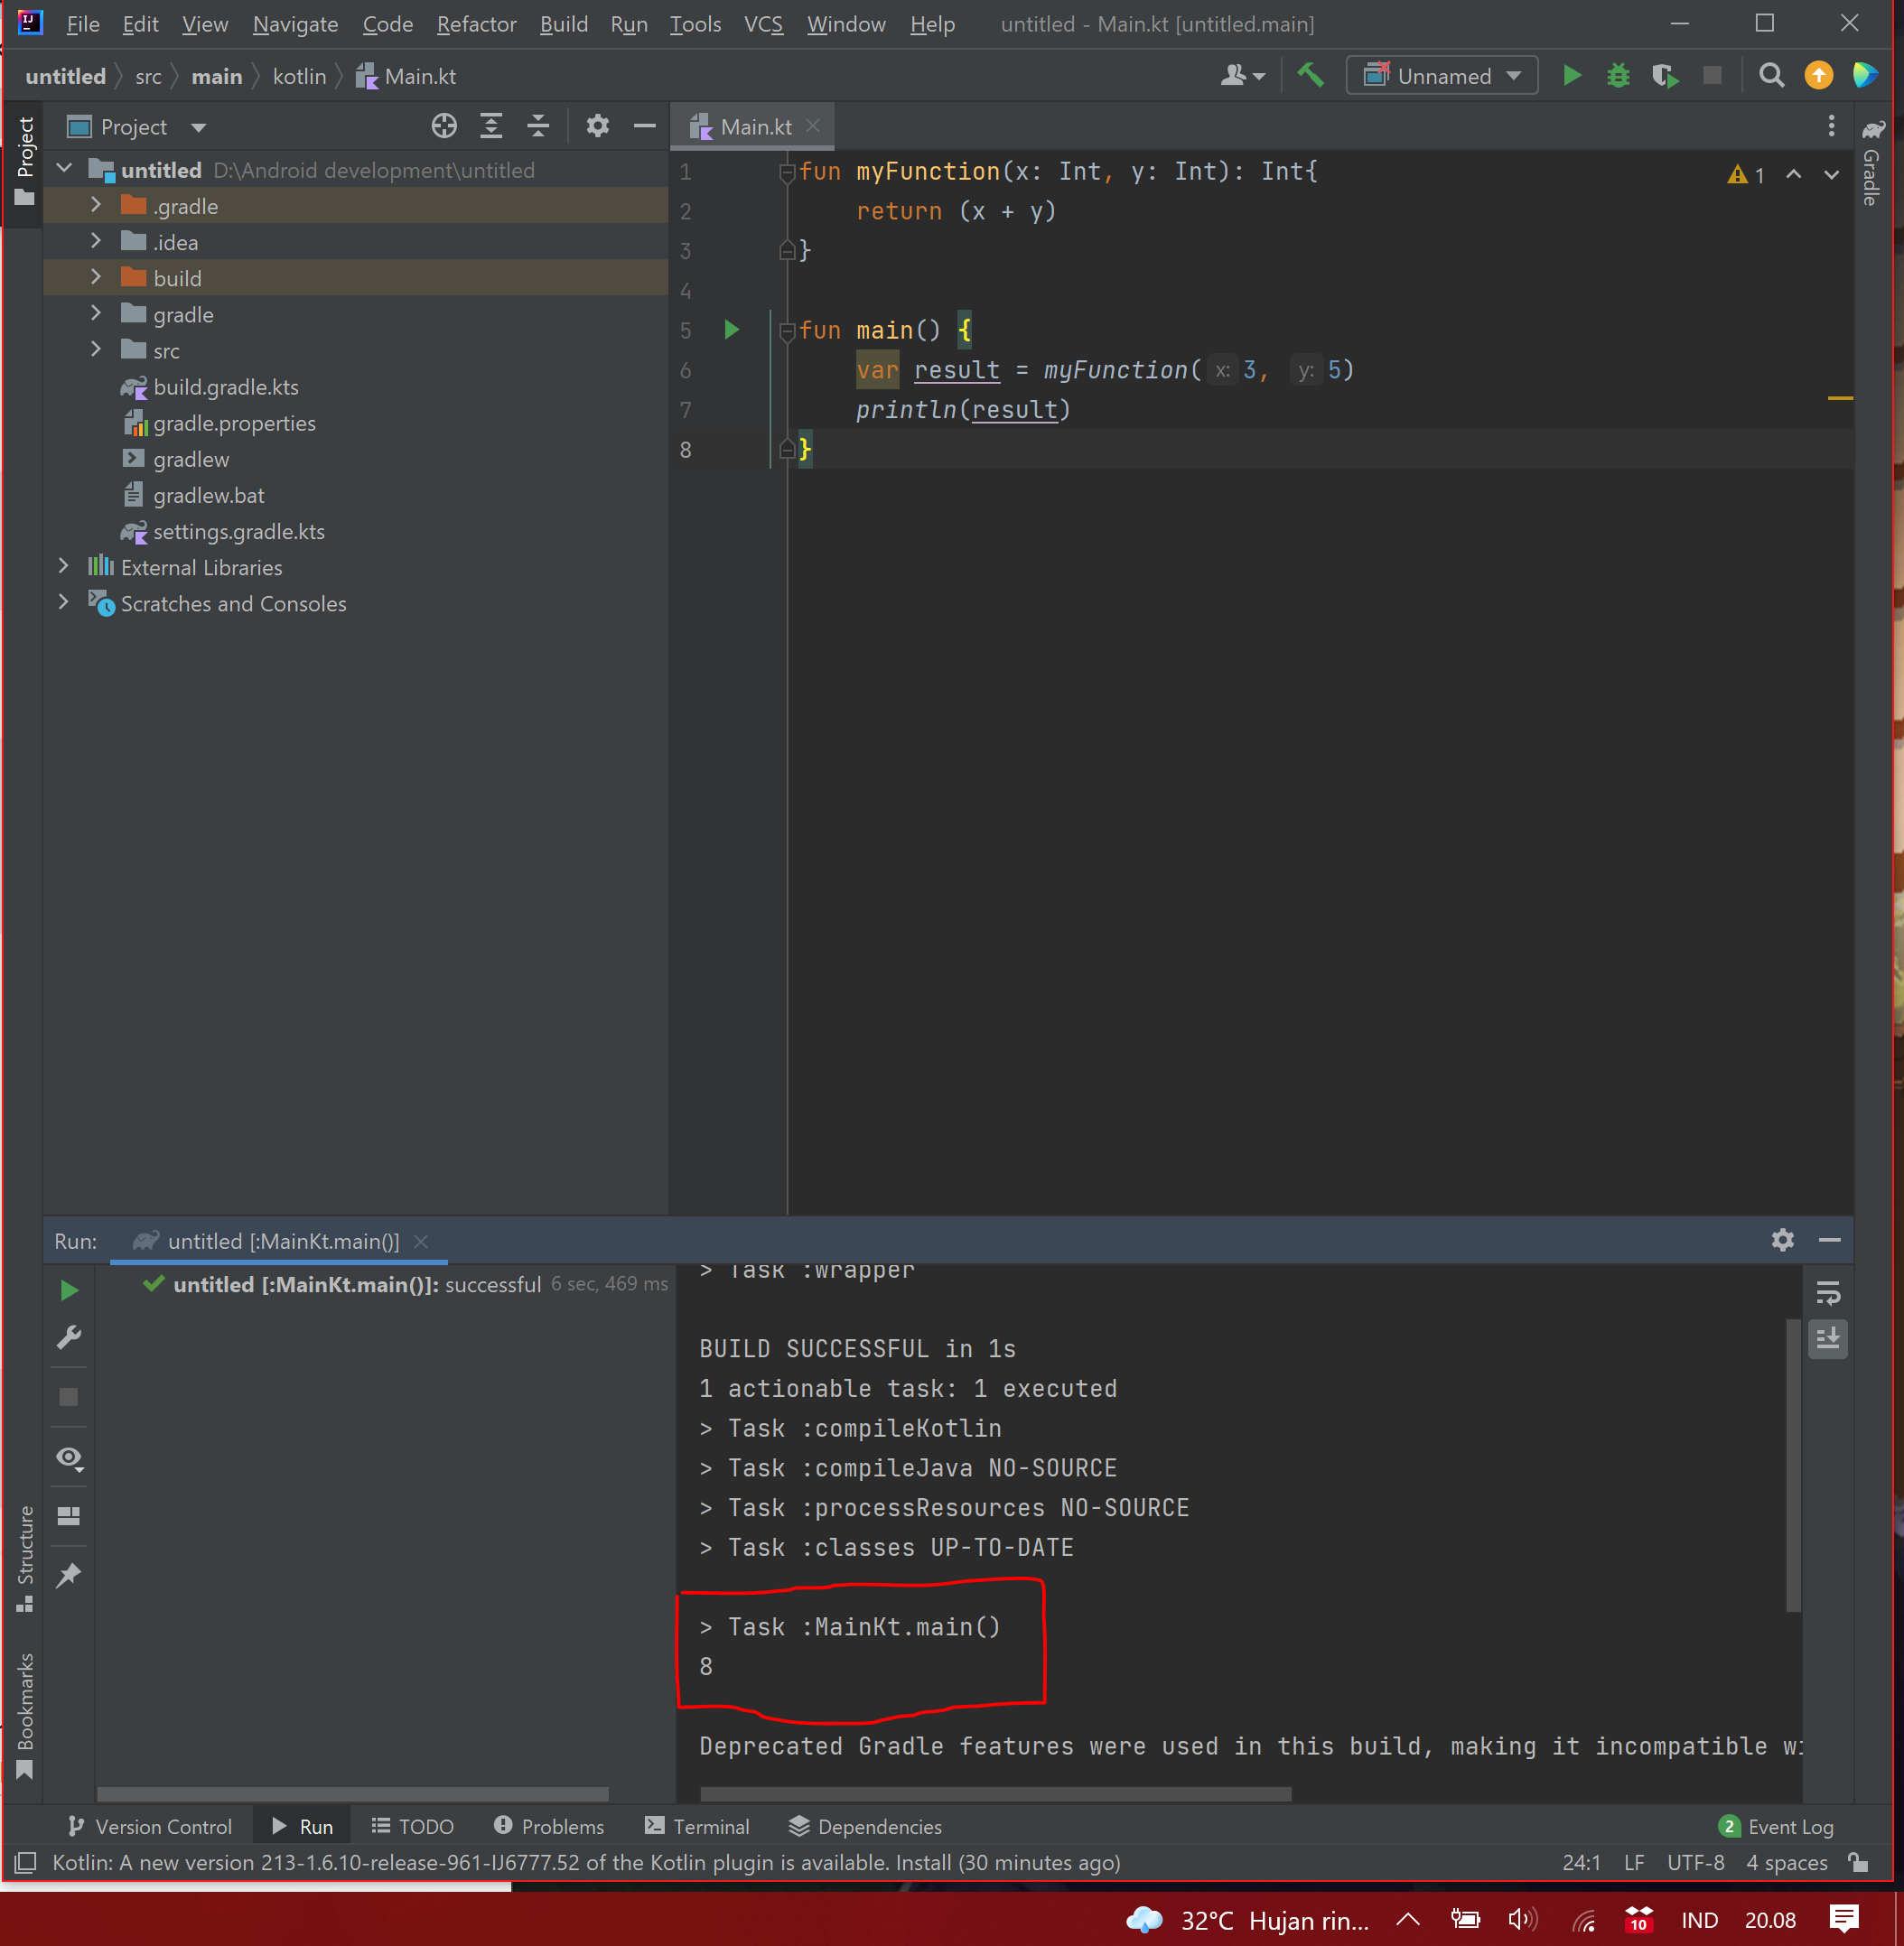 File Edit View Navigate Code Refactor Build Run Tools VCS Window Help untitled - Main.kt [untitled.main]
untitled src main kotlin Main.kt Unnamed
Project
Project
untitled D:\Android development\untitled
.gradle
.idea
build
gradle
src
build.gradle.kts
gradle.properties
gradlew
gradlew.bat
settings.gradle.kts
External Libraries
Scratches and Consoles
Main.kt
1 fun myFunction(x: Int, y: Int): Int{
2 return (x + y)
3 }
4
5 fun main() {
6 var result = myFunction( x: 3, y: 5)
7 println(result)
8 }
1
Gradle
Run: untitled [:MainKt.main()]
untitled [:MainKt.main()]: successful 6 sec, 469 ms
> Task :wrapper
BUILD SUCCESSFUL in 1s
1 actionable task: 1 executed
> Task :compileKotlin
> Task :compileJava NO-SOURCE
> Task :processResources NO-SOURCE
> Task :classes UP-TO-DATE
> Task :MainKt.main()
8
Deprecated Gradle features were used in this build, making it incompatible
Structure
Bookmarks
Version Control Run TODO Problems Terminal Dependencies 2 Event Log
Kotlin: A new version 213-1.6.10-release-961-IJ6777.52 of the Kotlin plugin is available. Install (30 minutes ago) 24:1 LF UTF-8 4 spaces
32°C Hujan rin... 10 IND 20.08